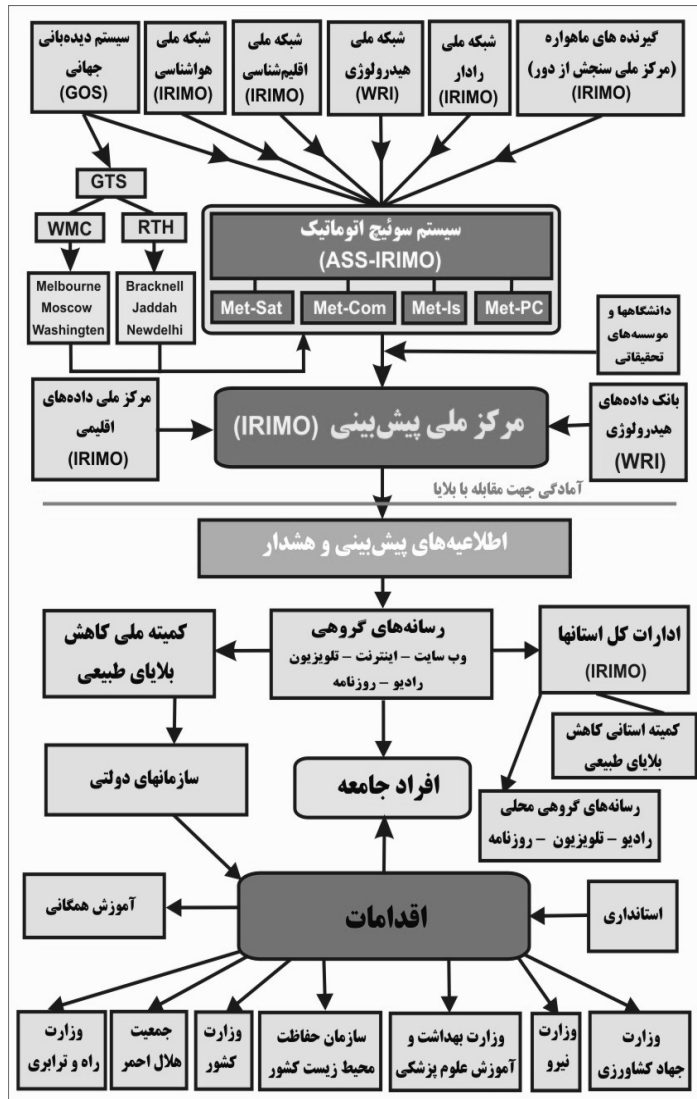 گیرنده های ماهواره
(مرکز ملی سنجش از دور)
(IRIMO)
شبکه ملی
رادار
(IRIMO)
شبکه ملی
هیدرولوژی
(WRI)
شبکه ملی
اقلیم‌شناسی
(IRIMO)
شبکه ملی
هواشناسی
(IRIMO)
سیستم دیده‌بانی
جهانی
(GOS)
GTS
WMC
RTH
Melbourne
Moscow
Washingten
Bracknell
Jaddah
Newdelhi
سیستم سوئیچ اتوماتیک
(ASS-IRIMO)
Met-Sat
Met-Com
Met-Is
Met-PC
دانشگاهها و
موسسه‌های
تحقیقاتی
بانک داده‌های
هیدرولوژی
(WRI)
مرکز ملی پیش‌بینی (IRIMO)
مرکز ملی داده‌های
اقلیمی
(IRIMO)
آمادگی جهت مقابله با بلایا
اطلاعیه‌های پیش‌بینی و هشدار
ادارات کل استانها
(IRIMO)
رسانه‌های گروهی
وب سایت – اینترنت – تلویزیون
رادیو – روزنامه
کمیته ملی کاهش
بلایای طبیعی
کمیته استانی کاهش
بلایای طبیعی
رسانه‌های گروهی محلی
رادیو – تلویزیون – روزنامه
افراد جامعه
سازمانهای دولتی
استانداری
اقدامات
آموزش همگانی
وزارت
جهاد کشاورزی
وزارت
نیرو
وزارت بهداشت و
آموزش علوم پزشکی
سازمان حفاظت
محیط زیست کشور
وزارت
کشور
جمعیت
هلال احمر
وزارت
راه و ترابری